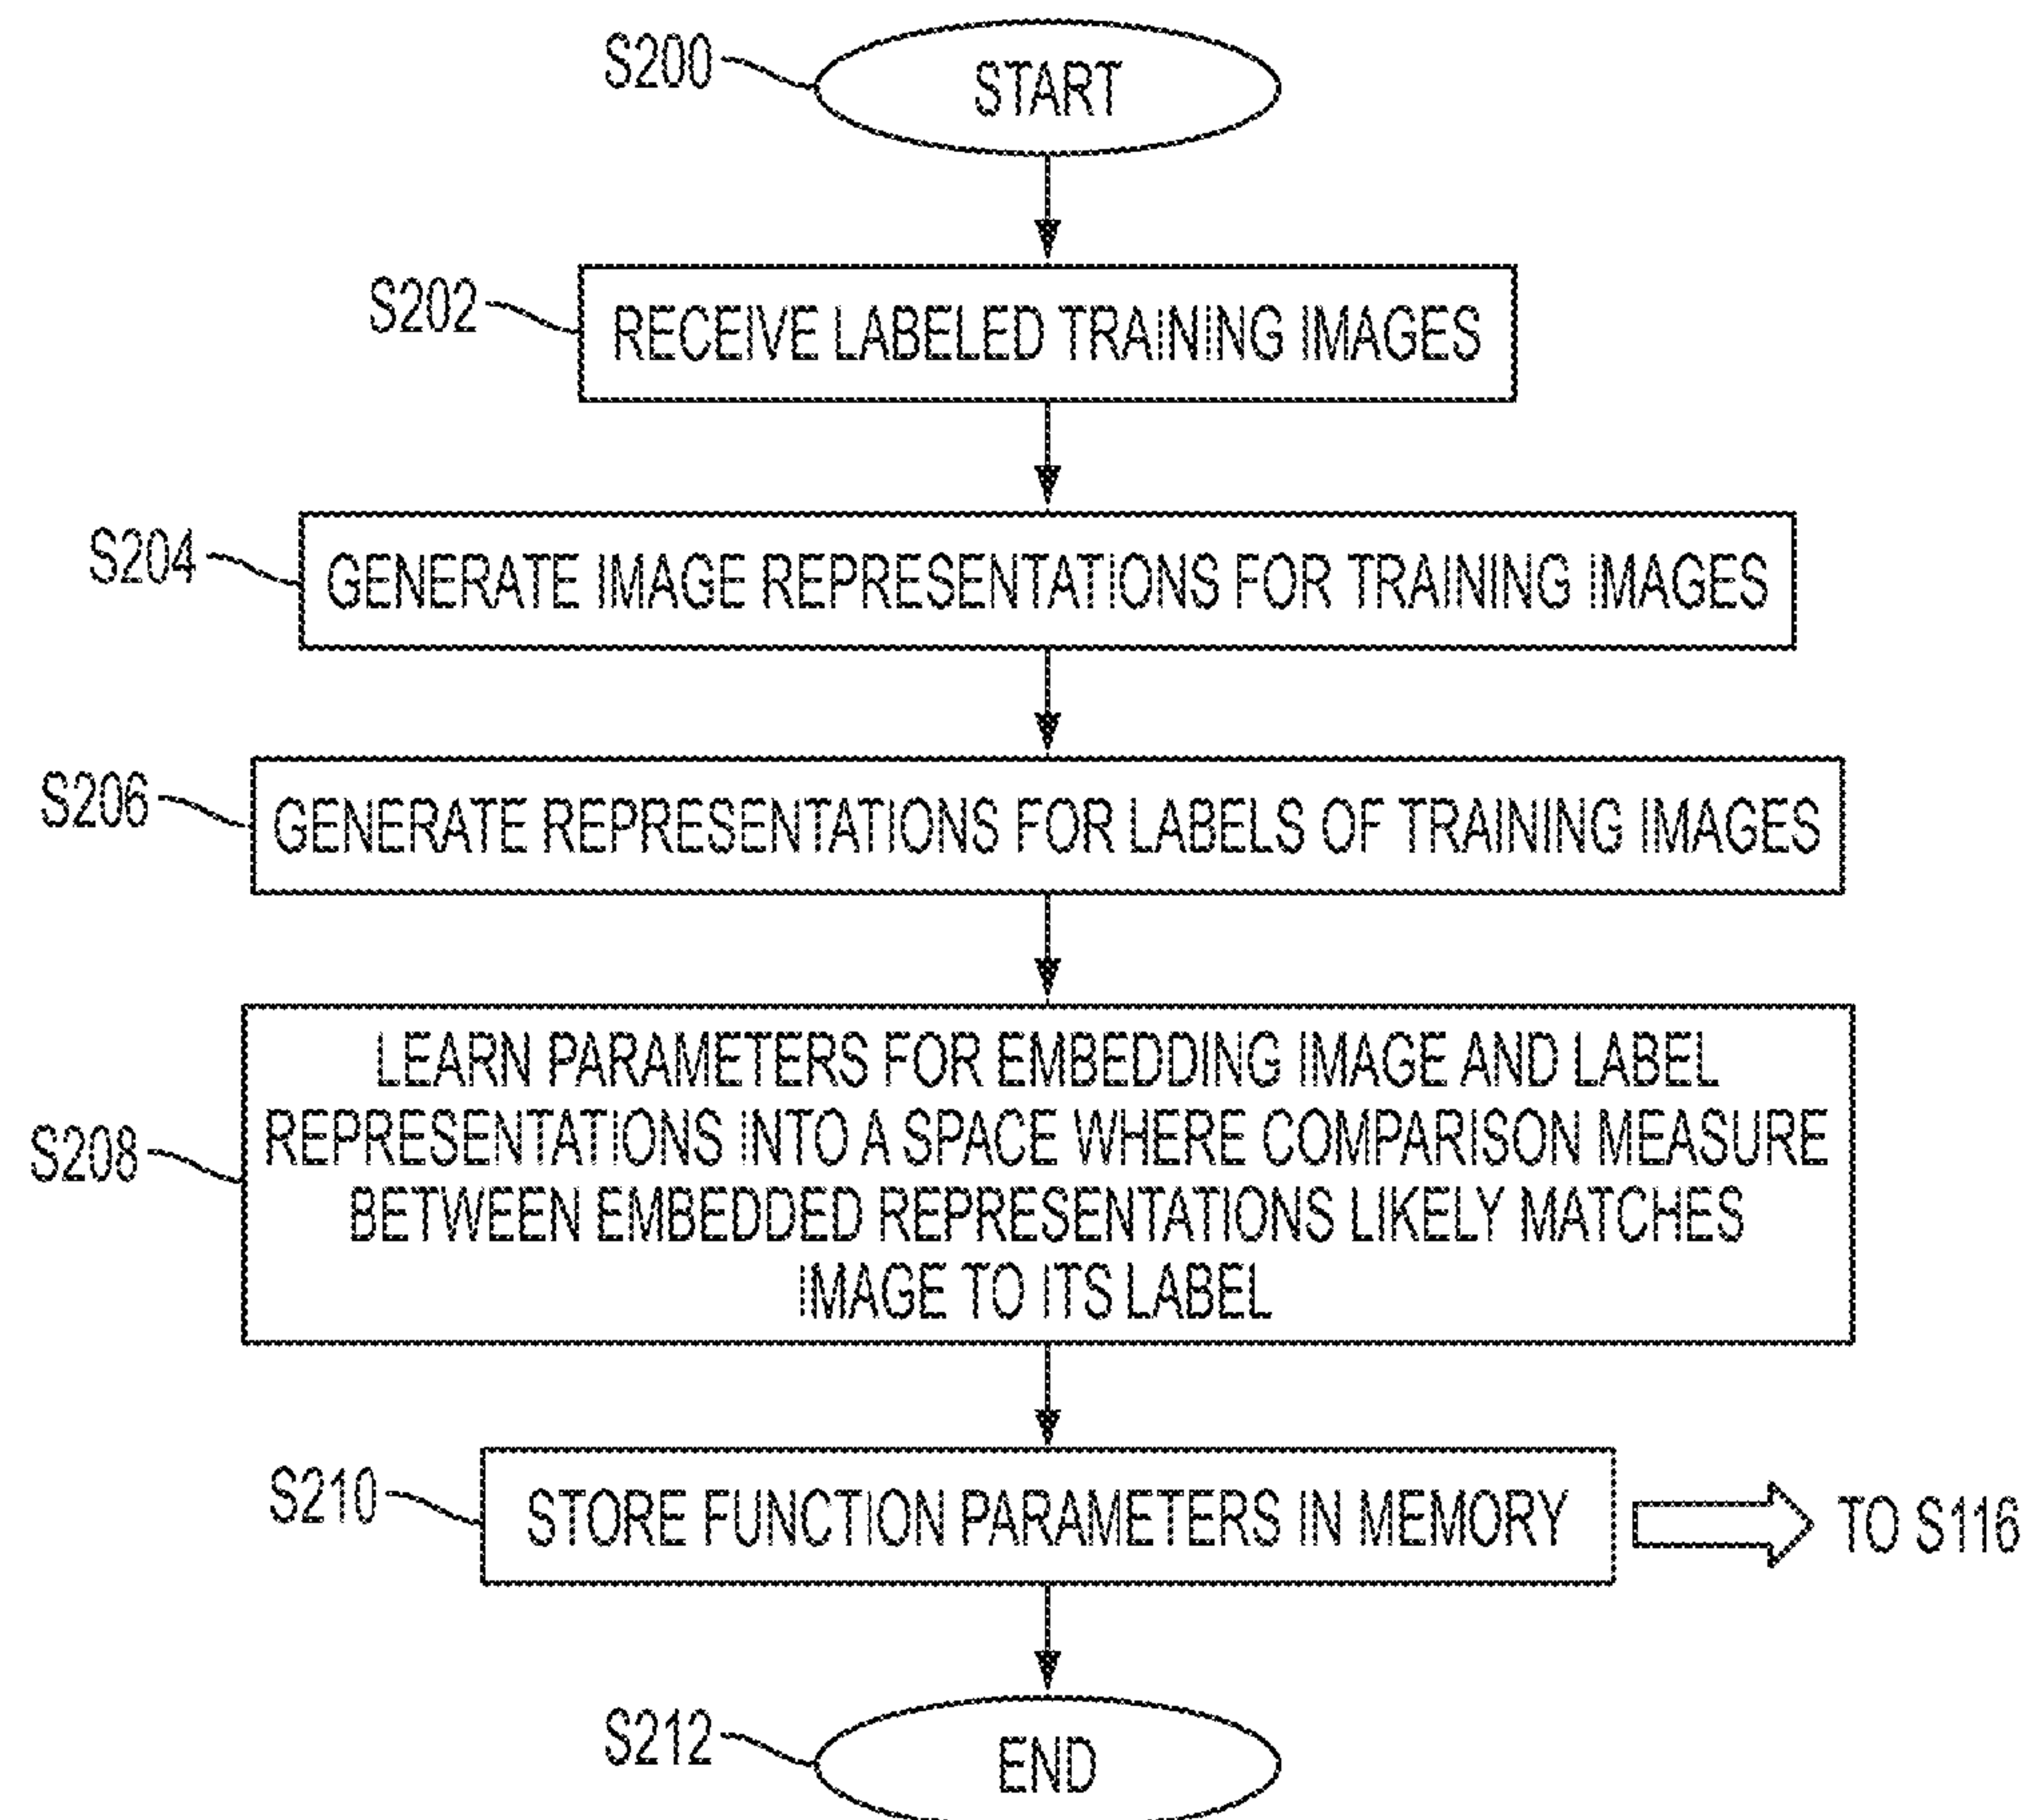 S200
START
S202
RECEIVE LABELED TRAINING IMAGES
S204
GENERATE IMAGE REPRESENTATIONS FOR TRAINING IMAGES
S206
GENERATE REPRESENTATIONS FOR LABELS OF TRAINING IMAGES
S208
LEARN PARAMETERS FOR EMBEDDING IMAGE AND LABEL
REPRESENTATIONS INTO A SPACE WHERE COMPARISON MEASURE
BETWEEN EMBEDDED REPRESENTATIONS LIKELY MATCHES
IMAGE TO ITS LABEL
S210
STORE FUNCTION PARAMETERS IN MEMORY
TO S116
S212
END